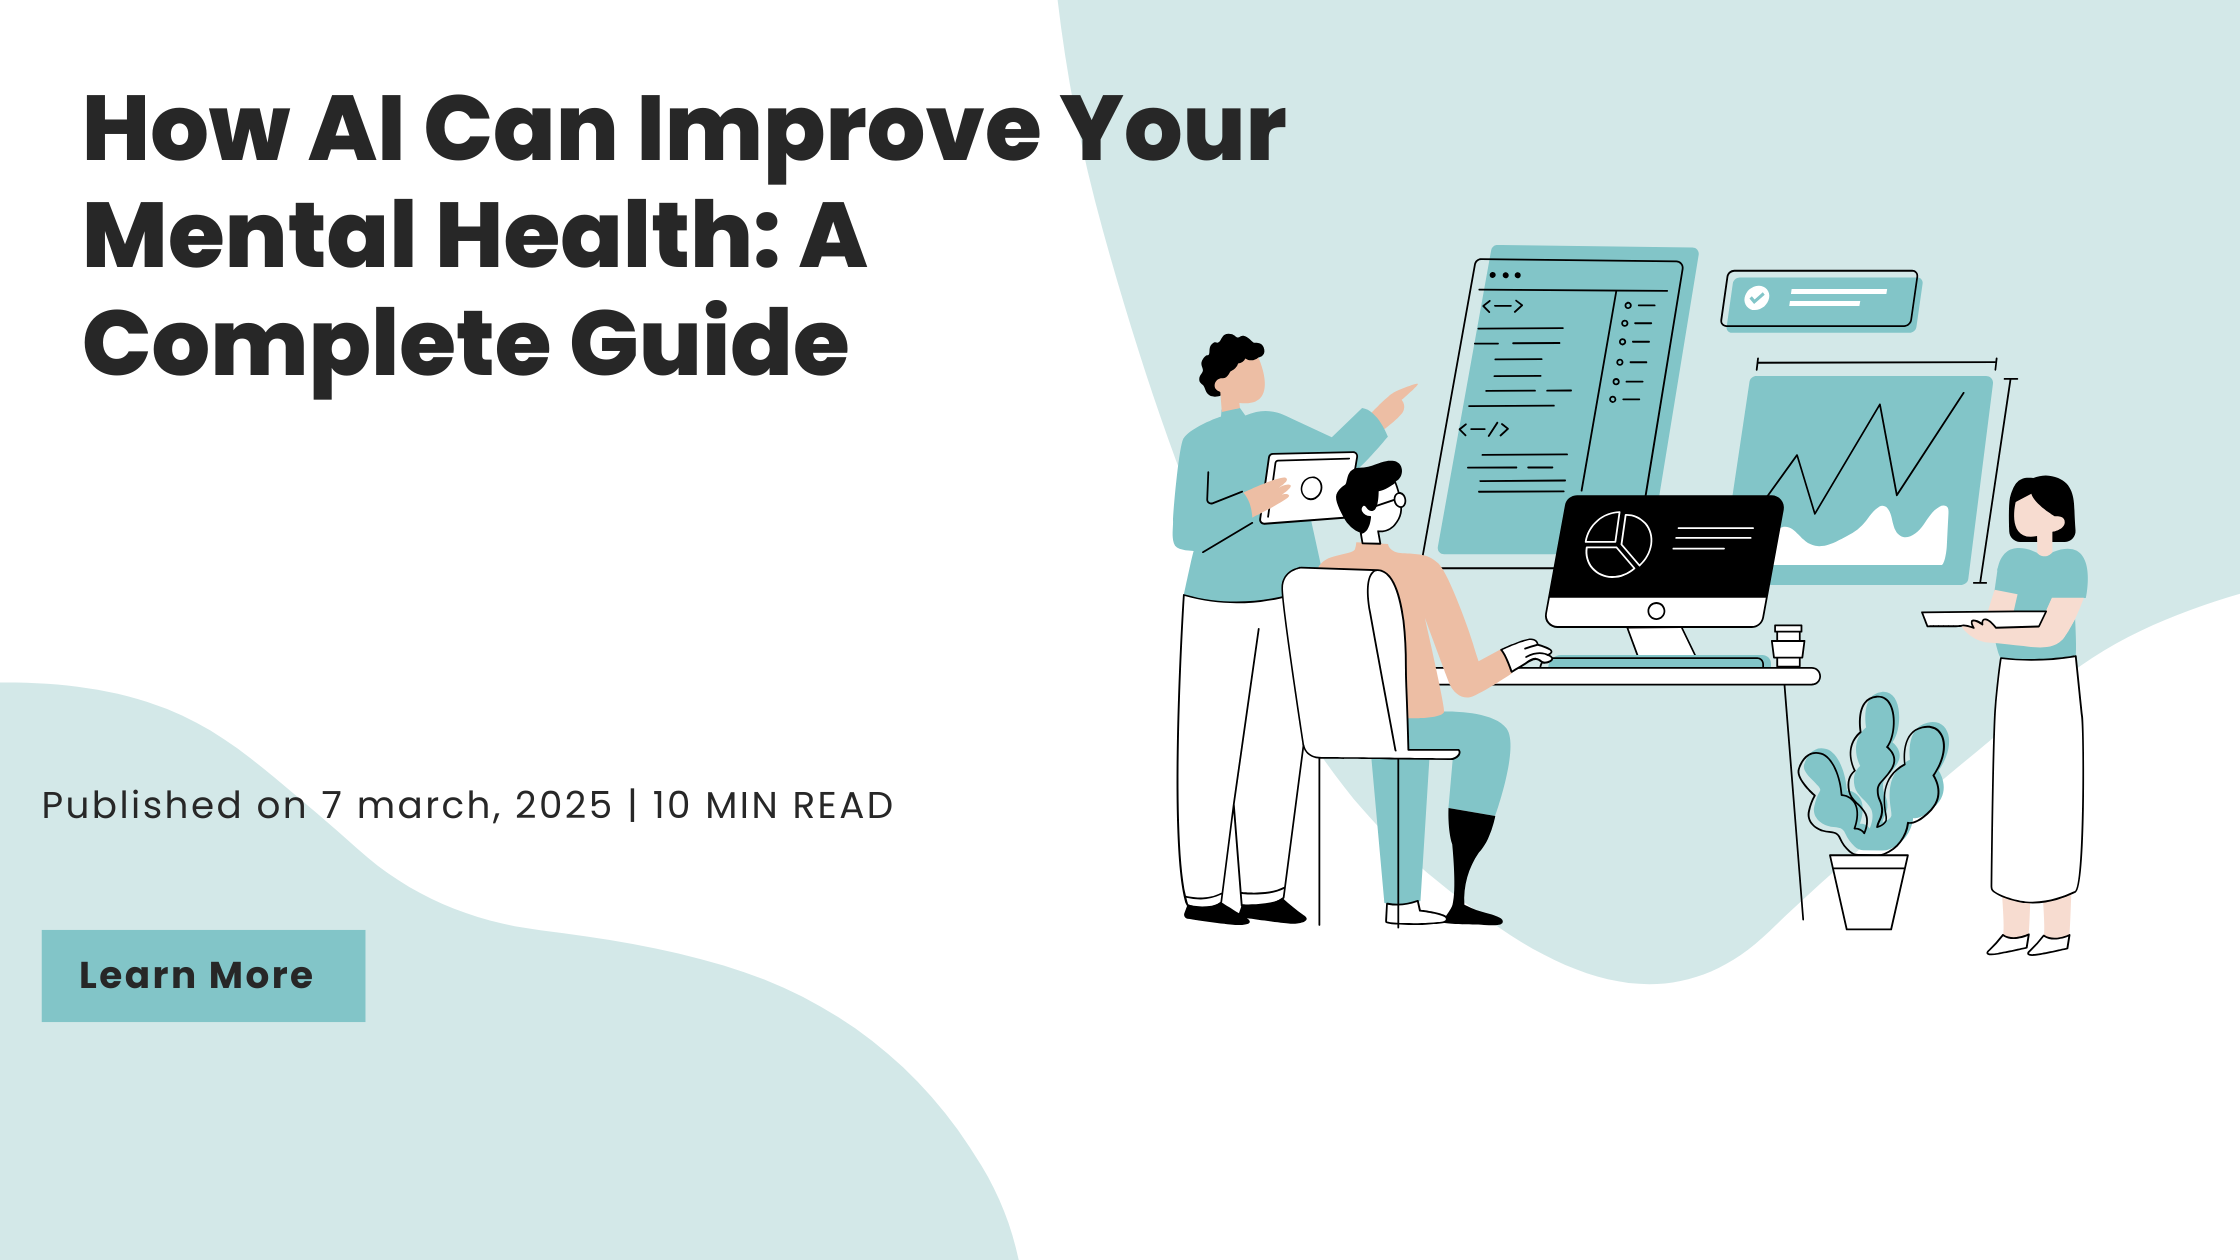 How AI Can Improve Your
Mental Health: A
Complete Guide
Published on 7 march, 2025 | 10 MIN READ
Learn More